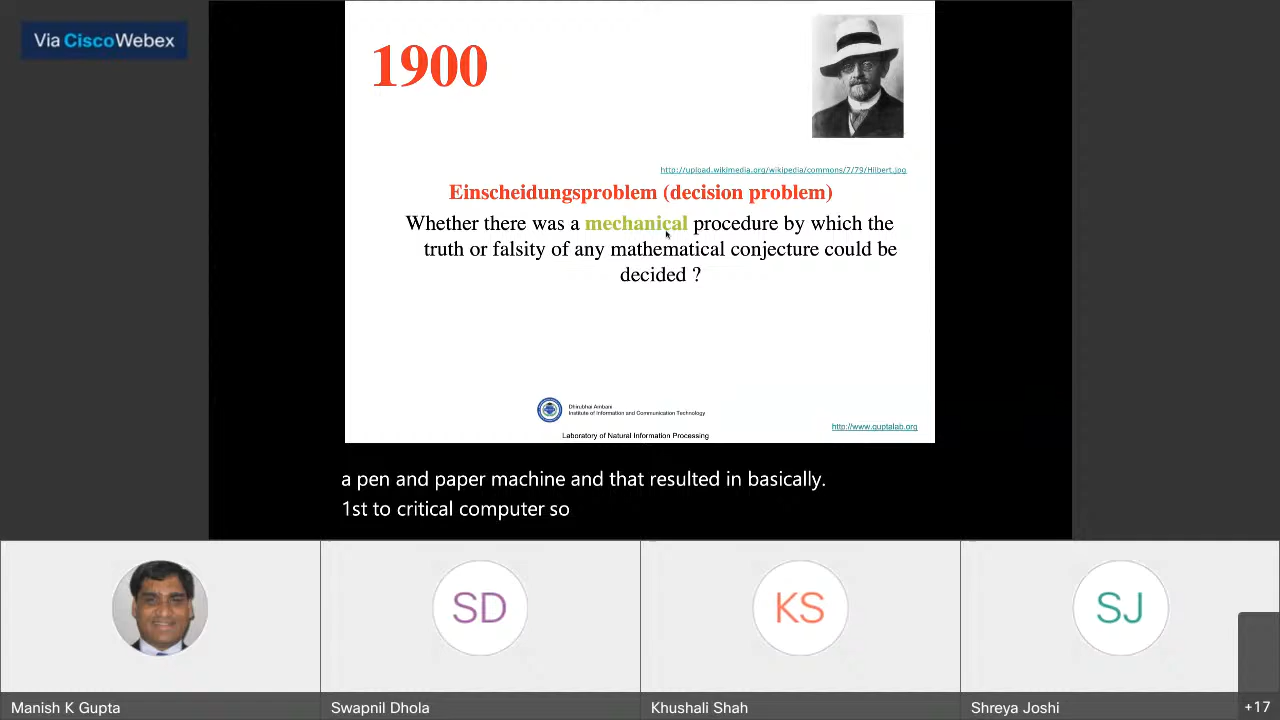 Via CiscoWebex
1900
http://upload.wikimedia.org/wikipedia/commons/7/79/Hilbert.jpg
Einscheidungsproblem (decision problem)
Whether there was a mechanical procedure by which the
truth or falsity of any mathematical conjecture could be
decided ?
Dhirubhai Ambani
Institute of Information and Communication Technology
http://www.guptalab.org
Laboratory of Natural Information Processing
a pen and paper machine and that resulted in basically.
1st to critical computer so
SD
KS
SJ
Manish K Gupta
Swapnil Dhola
Khushali Shah
Shreya Joshi
+17